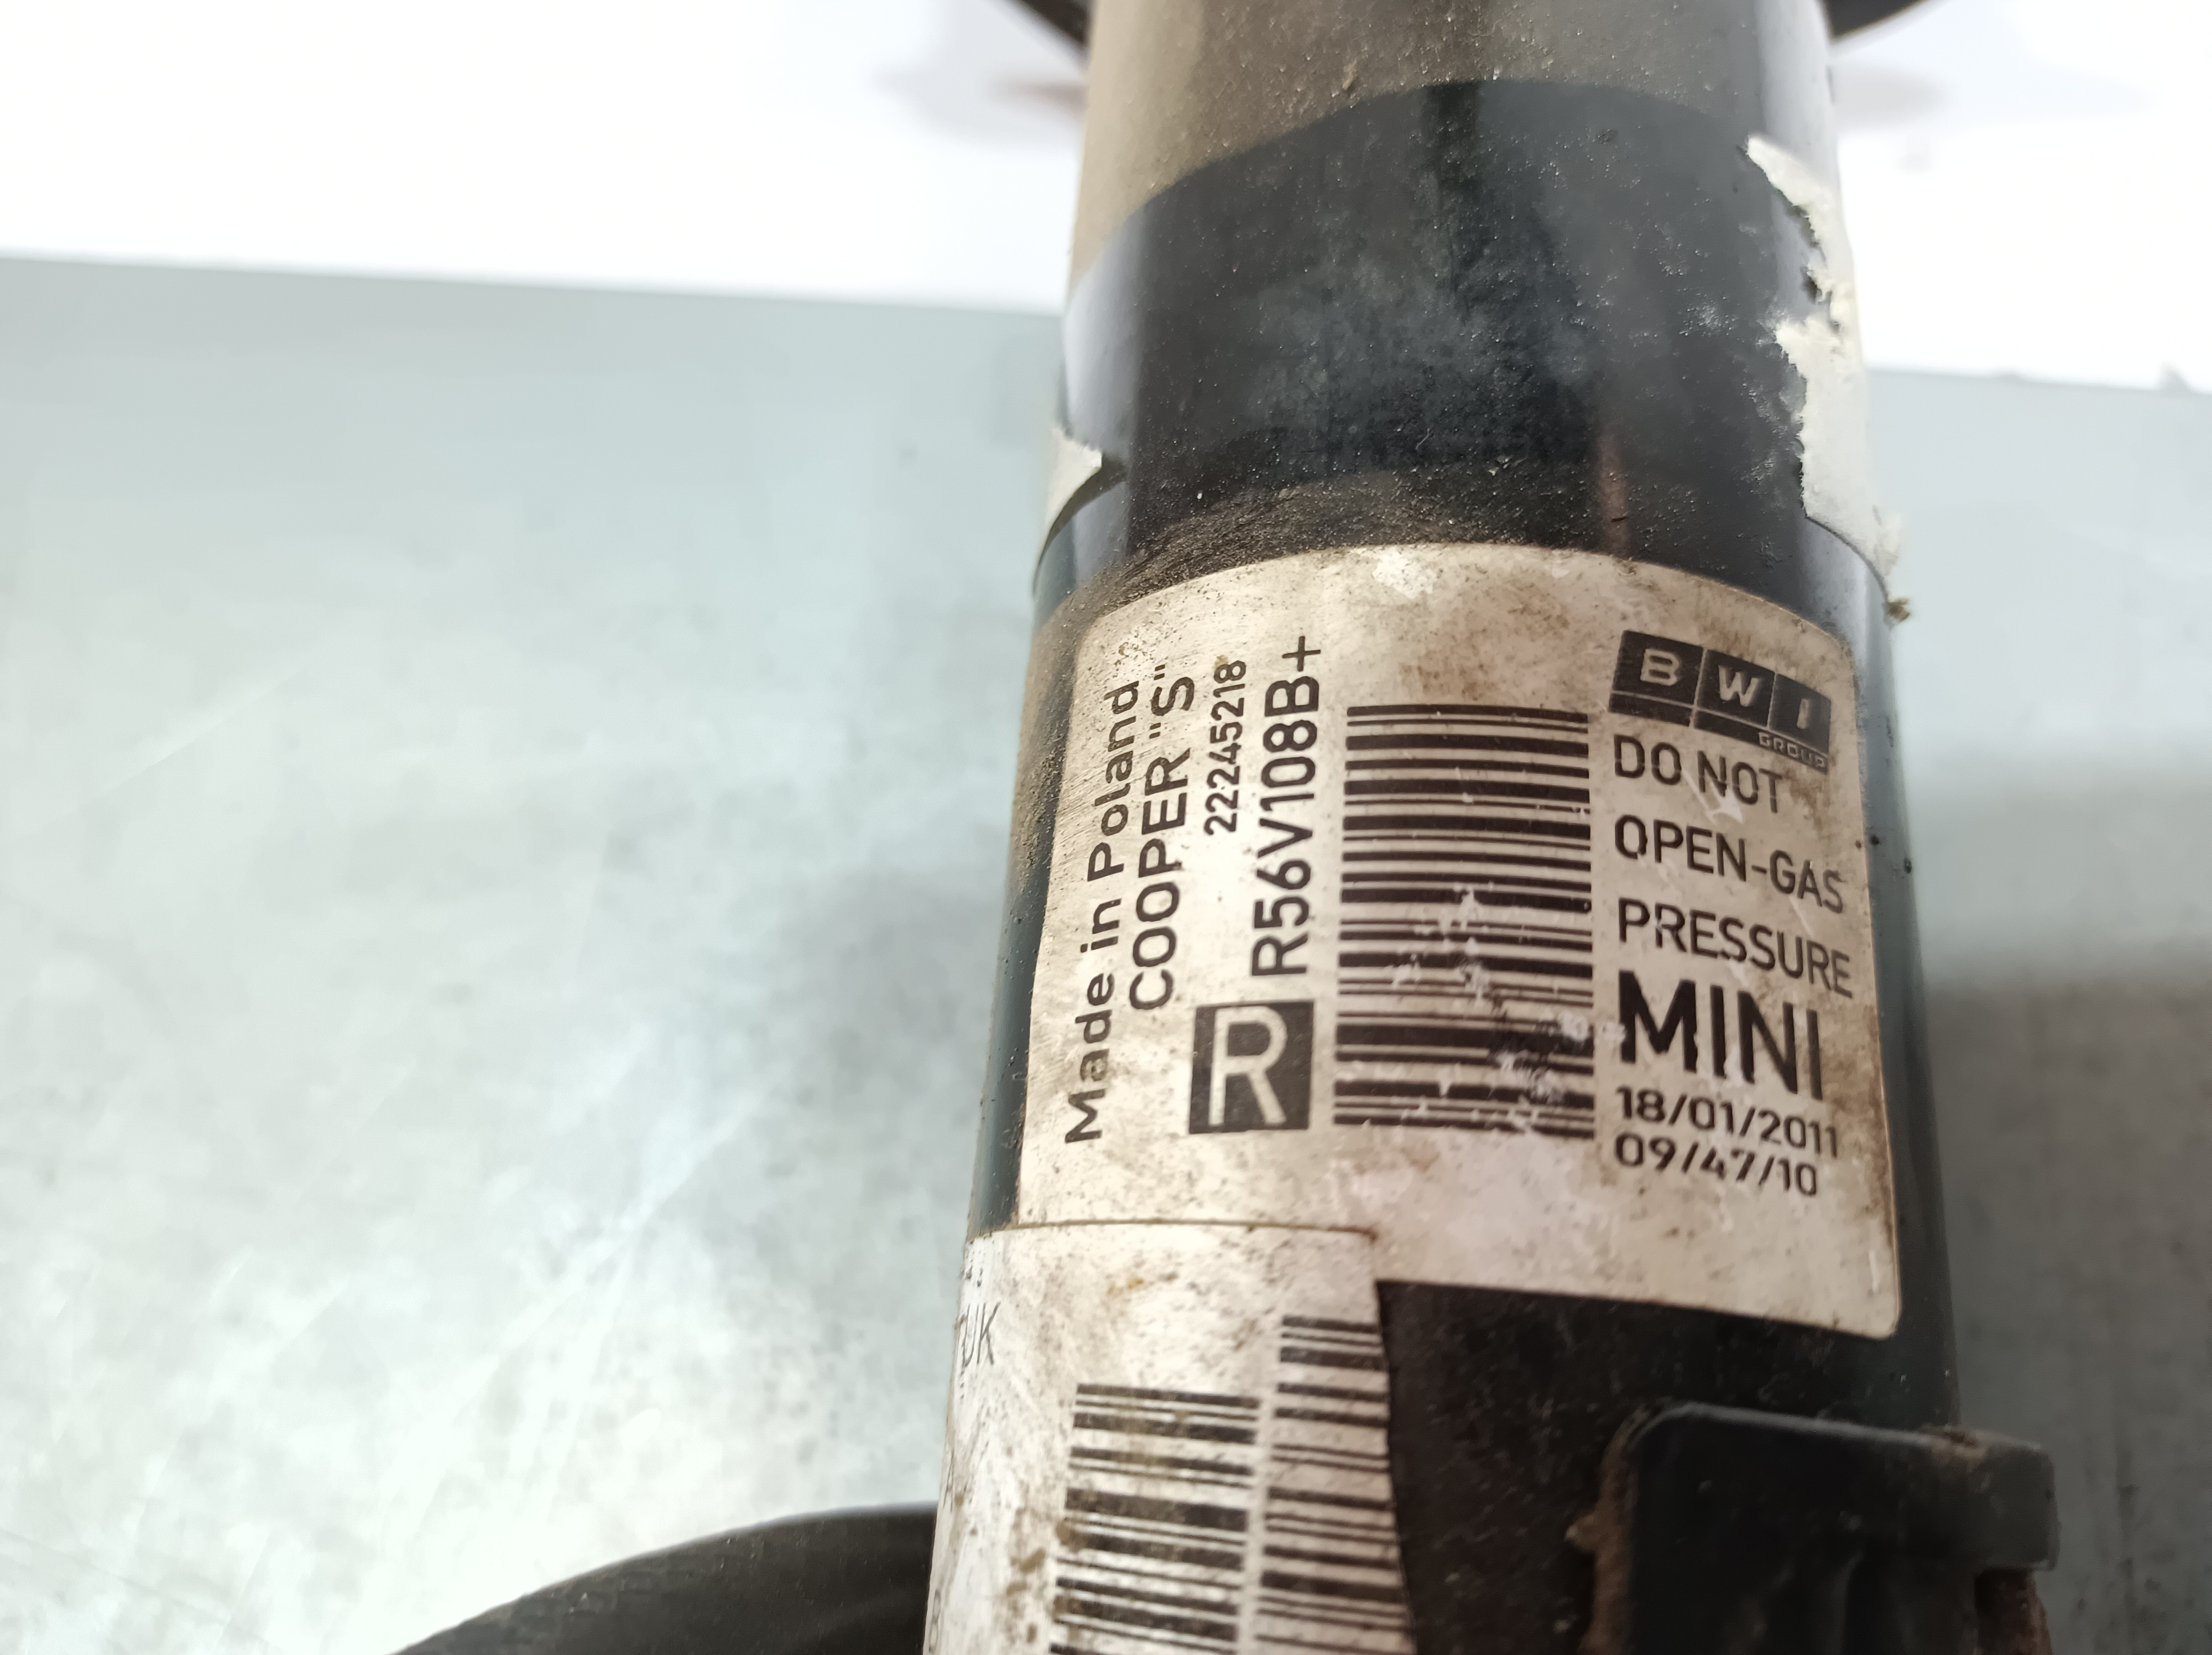 Made in Poland
COOPER "S"
22245218
R56V108B+
R
BWI
GROUP
DO NOT
OPEN-GAS
PRESSURE
MINI
18/01/2011
09/47/10
UK